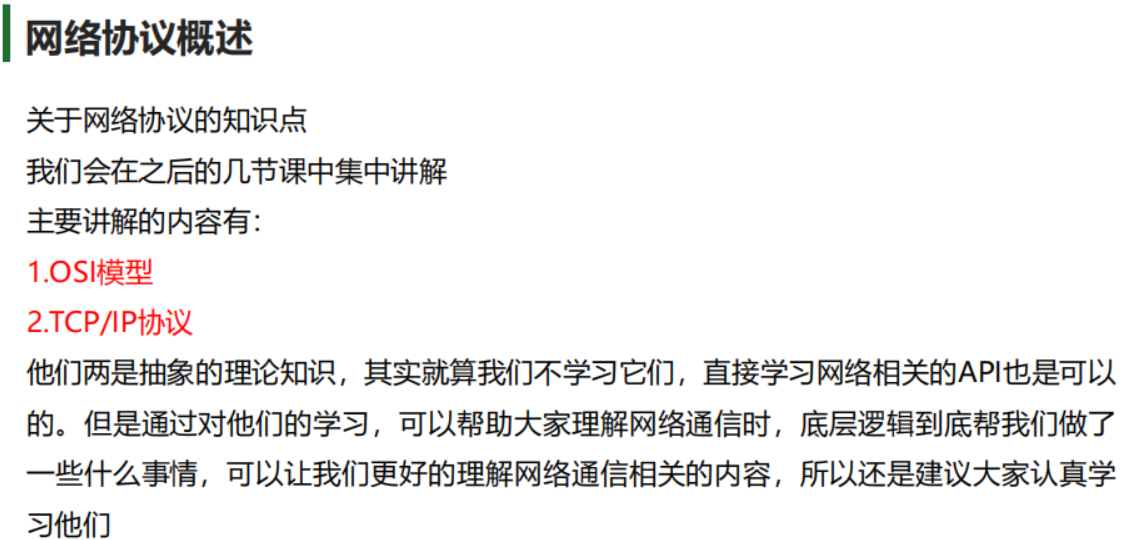 网络协议概述
关于网络协议的知识点
我们会在之后的几节课中集中讲解
主要讲解的内容有：
1.OSI模型
2.TCP/IP协议
他们两是抽象的理论知识，其实就算我们不学习它们，直接学习网络相关的API也是可以
的。但是通过对他们的学习，可以帮助大家理解网络通信时，底层逻辑到底帮我们做了
一些什么事情，可以让我们更好的理解网络通信相关的内容，所以还是建议大家认真学
习他们